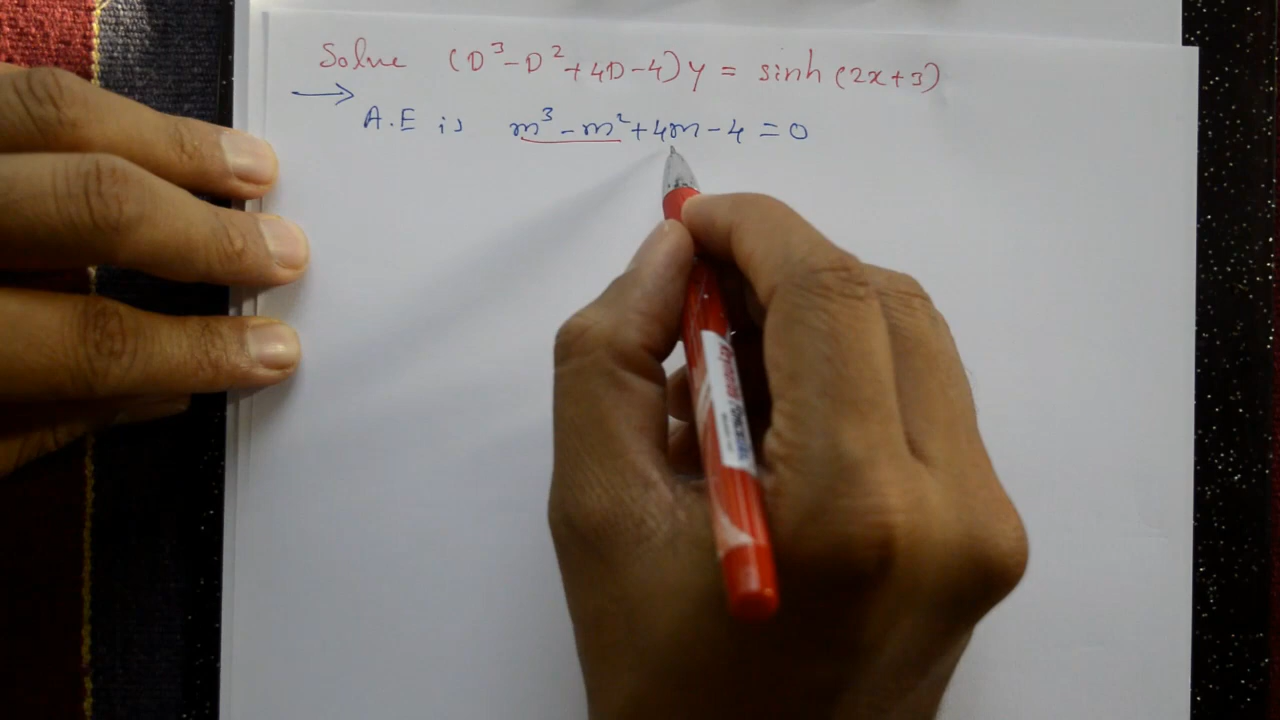 Solve (D³-D²+4D-4)y = sinh(2x+3)
A.E is m³-m²+4m-4=0